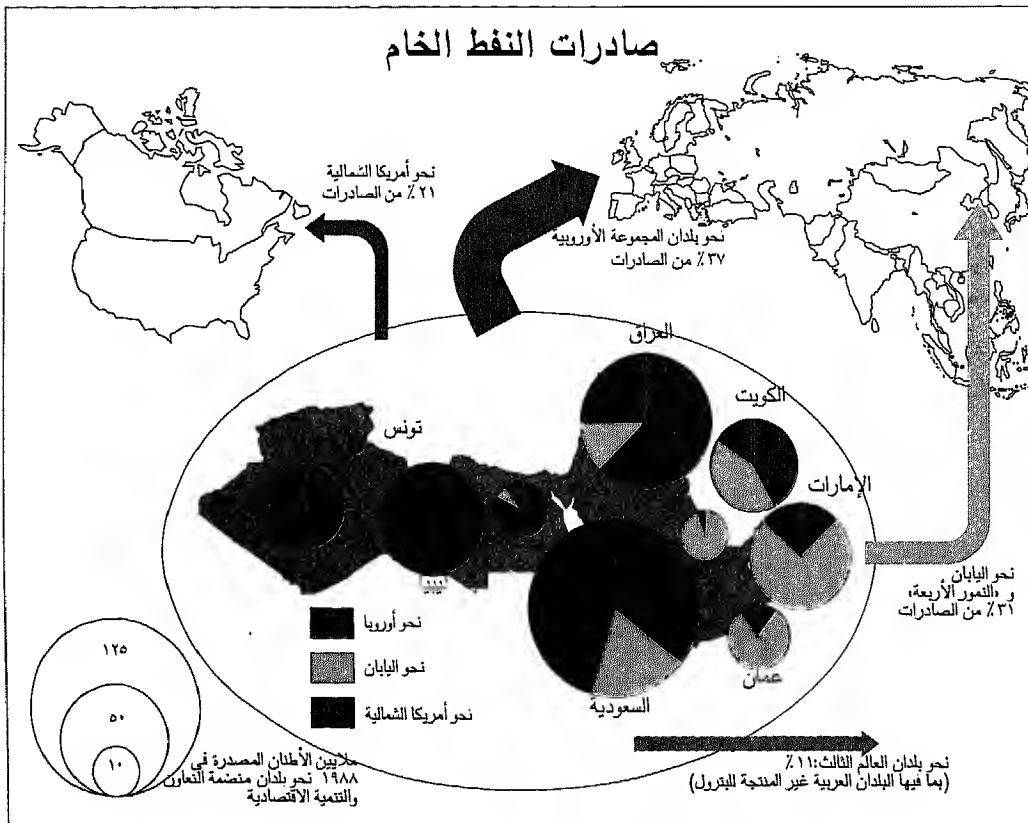 صادرات النفط الخام
نحو أمريكا الشمالية
٢١٪ من الصادرات
نحو بلدان المجموعة الأوروبية
٣٧٪ من الصادرات
العراق
الكويت
تونس
الإمارات
١١٩
نحو اليابان
و «النمور الأربعة»
٣١٪ من الصادرات
نحو أوروبا
نحو اليابان
نحو أمريكا الشمالية
عمان
السعودية
١٢٥
٥٠
١٠
ملايين الأطنان المصدرة في
١٩٨٨ نحو بلدان منضمة التعاون
والتنمية الاقتصادية
نحو بلدان العالم الثالث: ١١٪
(بما فيها البلدان العربية غير المنتجة للبترول)